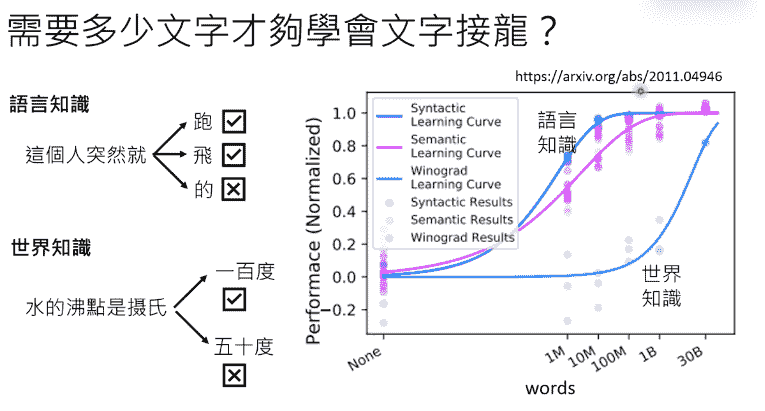 需要多少文字才夠學會文字接龍？
https://arxiv.org/abs/2011.04946
語言知識
這個人突然就
跑
飛
的
世界知識
水的沸點是摄氏
一百度
五十度
Performace (Normalized)
1.0
0.8
0.6
0.4
0.2
0.0
−0.2
Syntactic
Learning Curve
Semantic
Learning Curve
Winograd
Learning Curve
Syntactic Results
Semantic Results
Winograd Results
語言
知識
世界
知識
None
1M
10M
100M
1B
30B
words